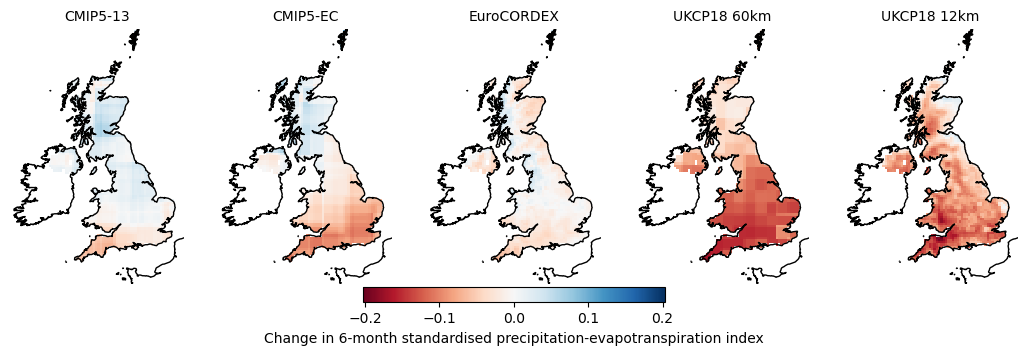 CMIP5-13 CMIP5-EC EuroCORDEX UKCP18 60km UKCP18 12km
−0.2 −0.1 0.0 0.1 0.2
Change in 6-month standardised precipitation-evapotranspiration index